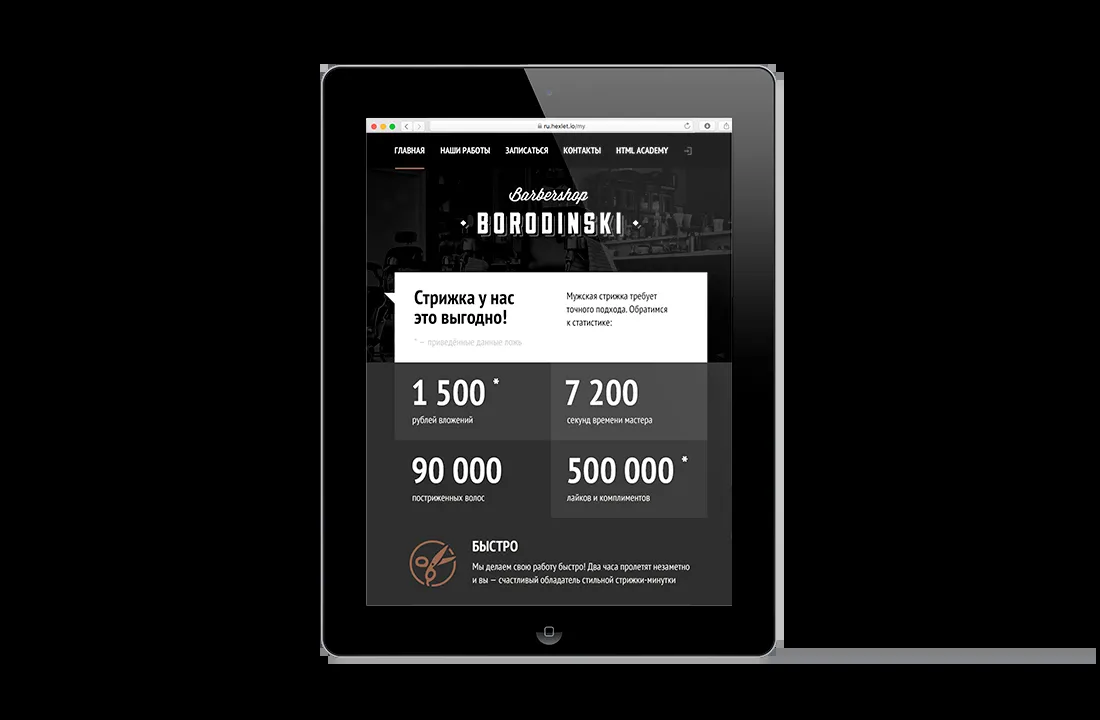 ru.hexlet.io/my
ГЛАВНАЯ НАШИ РАБОТЫ ЗАПИСАТЬСЯ КОНТАКТЫ HTML ACADEMY
Barbershop
BORODINSKI
Стрижка у нас
это выгодно!
* — приведённые данные ложь
Мужская стрижка требует
точного подхода. Обратимся
к статистике:
1 500 *
рублей вложений
7 200
секунд времени мастера
90 000
постриженных волос
500 000 *
лайков и комплиментов
БЫСТРО
Мы делаем свою работу быстро! Два часа пролетят незаметно
и вы — счастливый обладатель стильной стрижки-минутки